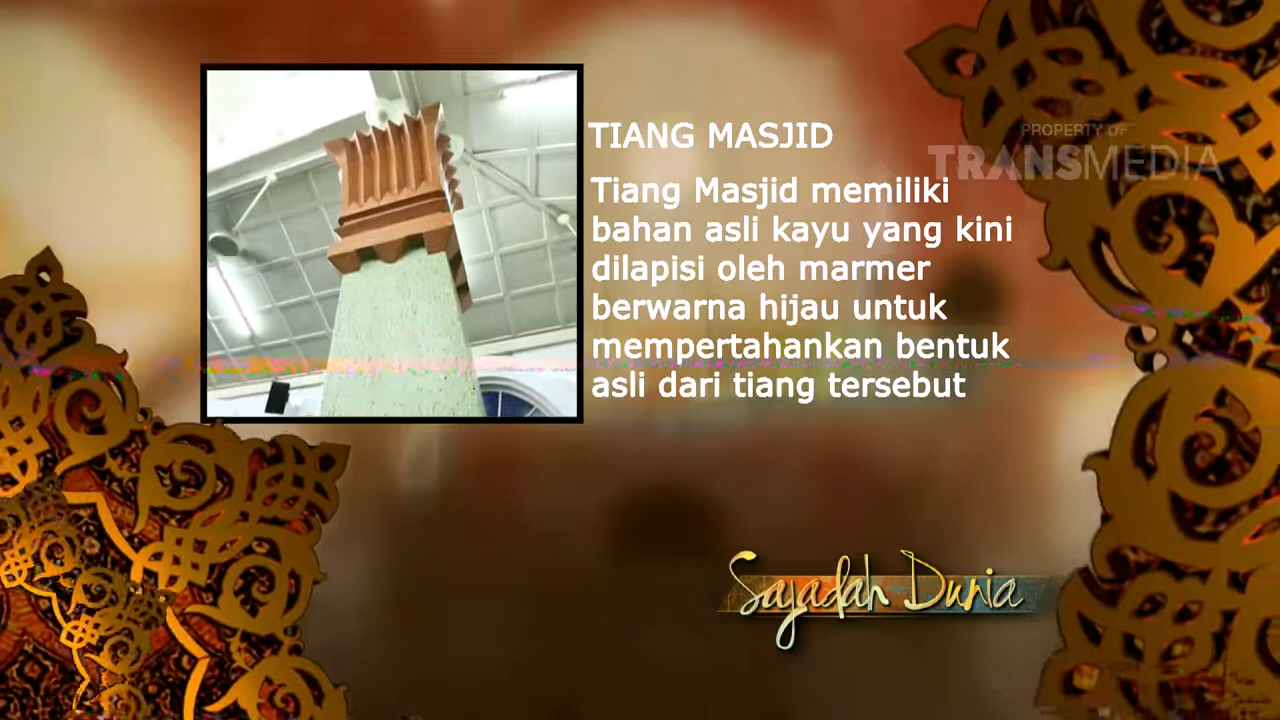 TIANG MASJID
PROPERTY OF
TRANSMEDIA
Tiang Masjid memiliki
bahan asli kayu yang kini
dilapisi oleh marmer
berwarna hijau untuk
mempertahankan bentuk
asli dari tiang tersebut
Sajadah Dunia